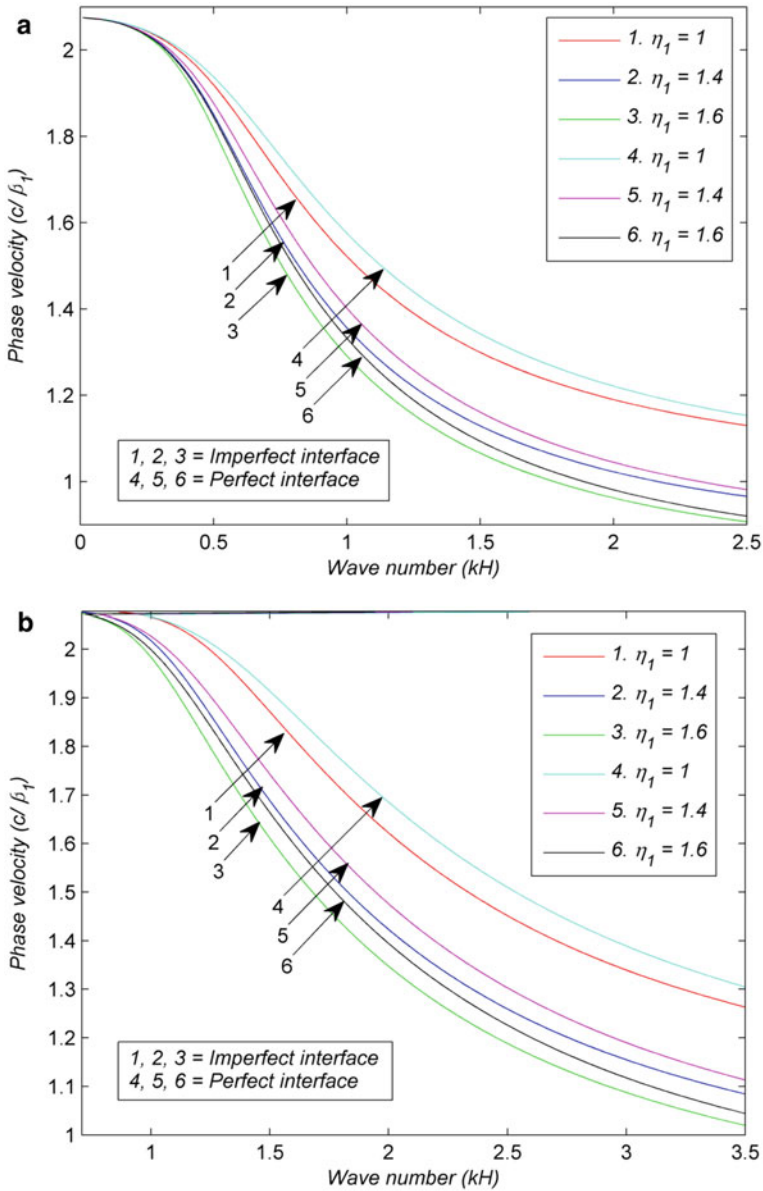 a
Phase velocity (c/ β1)
2
1.8
1.6
1.4
1.2
1
0
0.5
1
1.5
2
2.5
Wave number (kH)
1. η1 = 1
2. η1 = 1.4
3. η1 = 1.6
4. η1 = 1
5. η1 = 1.4
6. η1 = 1.6
1
2
3
4
5
6
1, 2, 3 = Imperfect interface
4, 5, 6 = Perfect interface
b
Phase velocity (c/ β1)
2
1.9
1.8
1.7
1.6
1.5
1.4
1.3
1.2
1.1
1
1
1.5
2
2.5
3
3.5
Wave number (kH)
1. η1 = 1
2. η1 = 1.4
3. η1 = 1.6
4. η1 = 1
5. η1 = 1.4
6. η1 = 1.6
1
2
3
4
5
6
1, 2, 3 = Imperfect interface
4, 5, 6 = Perfect interface